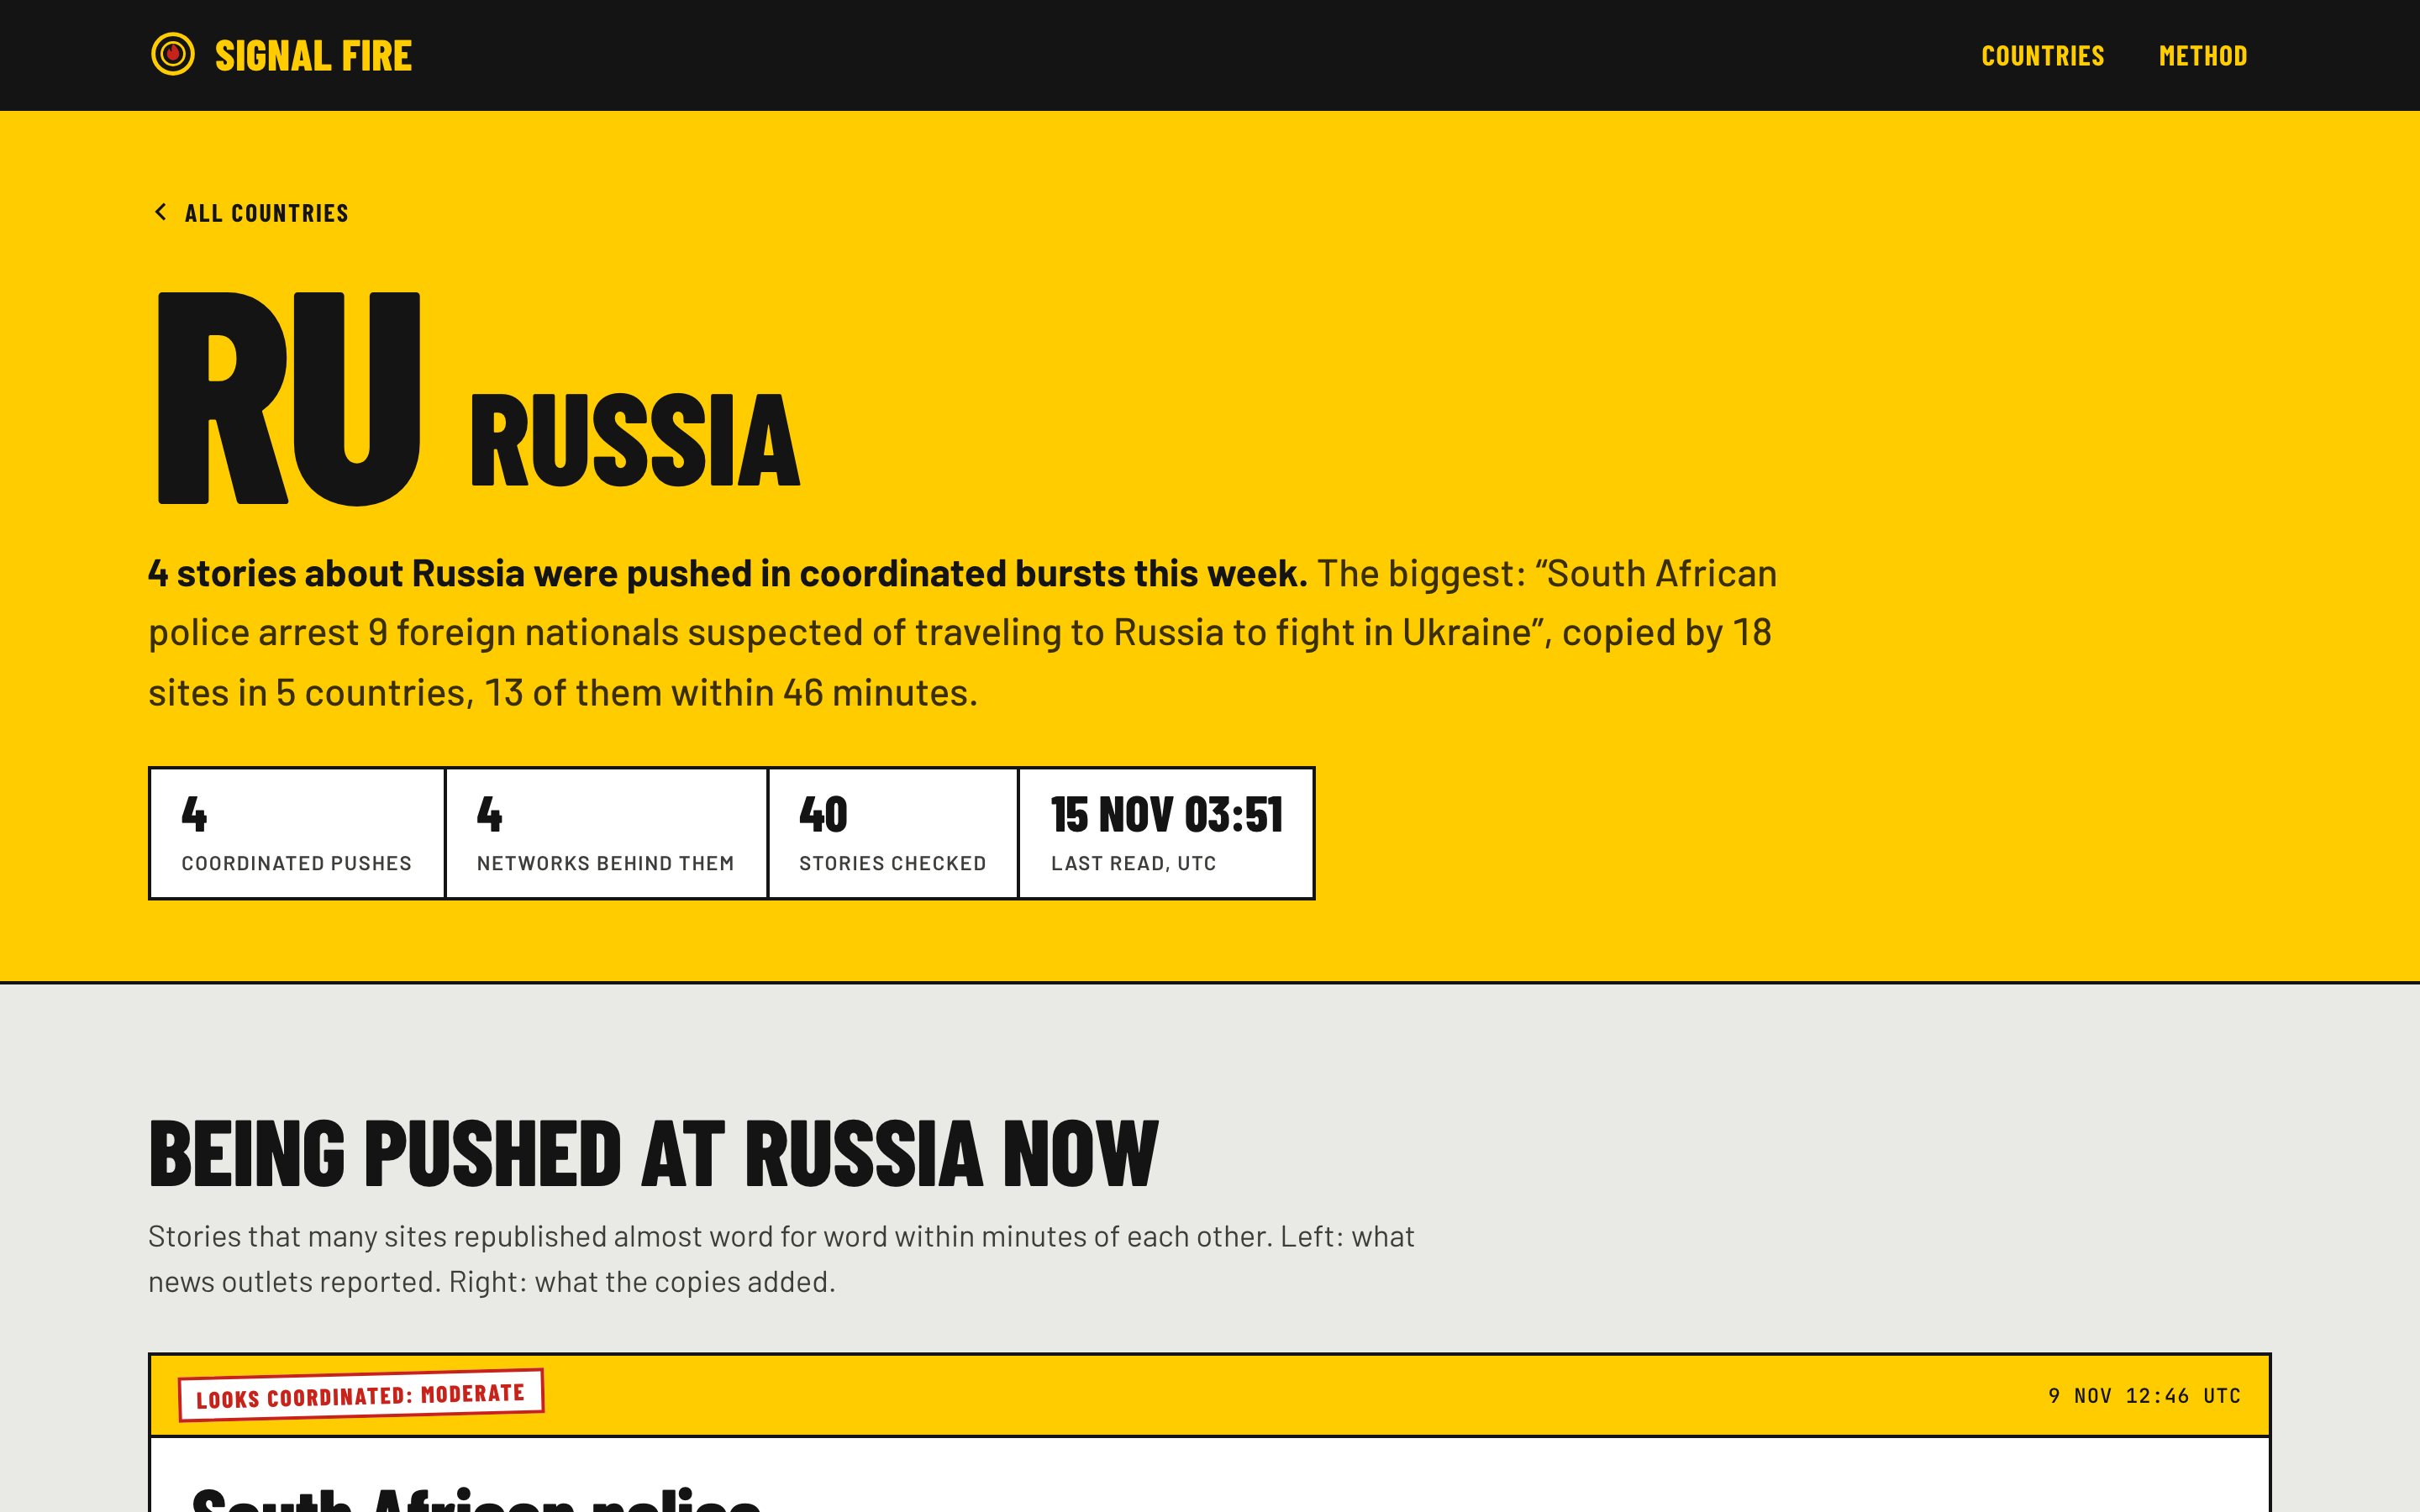 SIGNAL FIRE
COUNTRIES
METHOD
ALL COUNTRIES
RU
RUSSIA
4 stories about Russia were pushed in coordinated bursts this week. The biggest: “South African
police arrest 9 foreign nationals suspected of traveling to Russia to fight in Ukraine”, copied by 18
sites in 5 countries, 13 of them within 46 minutes.
4
COORDINATED PUSHES
4
NETWORKS BEHIND THEM
40
STORIES CHECKED
15 NOV 03:51
LAST READ, UTC
BEING PUSHED AT RUSSIA NOW
Stories that many sites republished almost word for word within minutes of each other. Left: what
news outlets reported. Right: what the copies added.
LOOKS COORDINATED: MODERATE
9 NOV 12:46 UTC
South African police